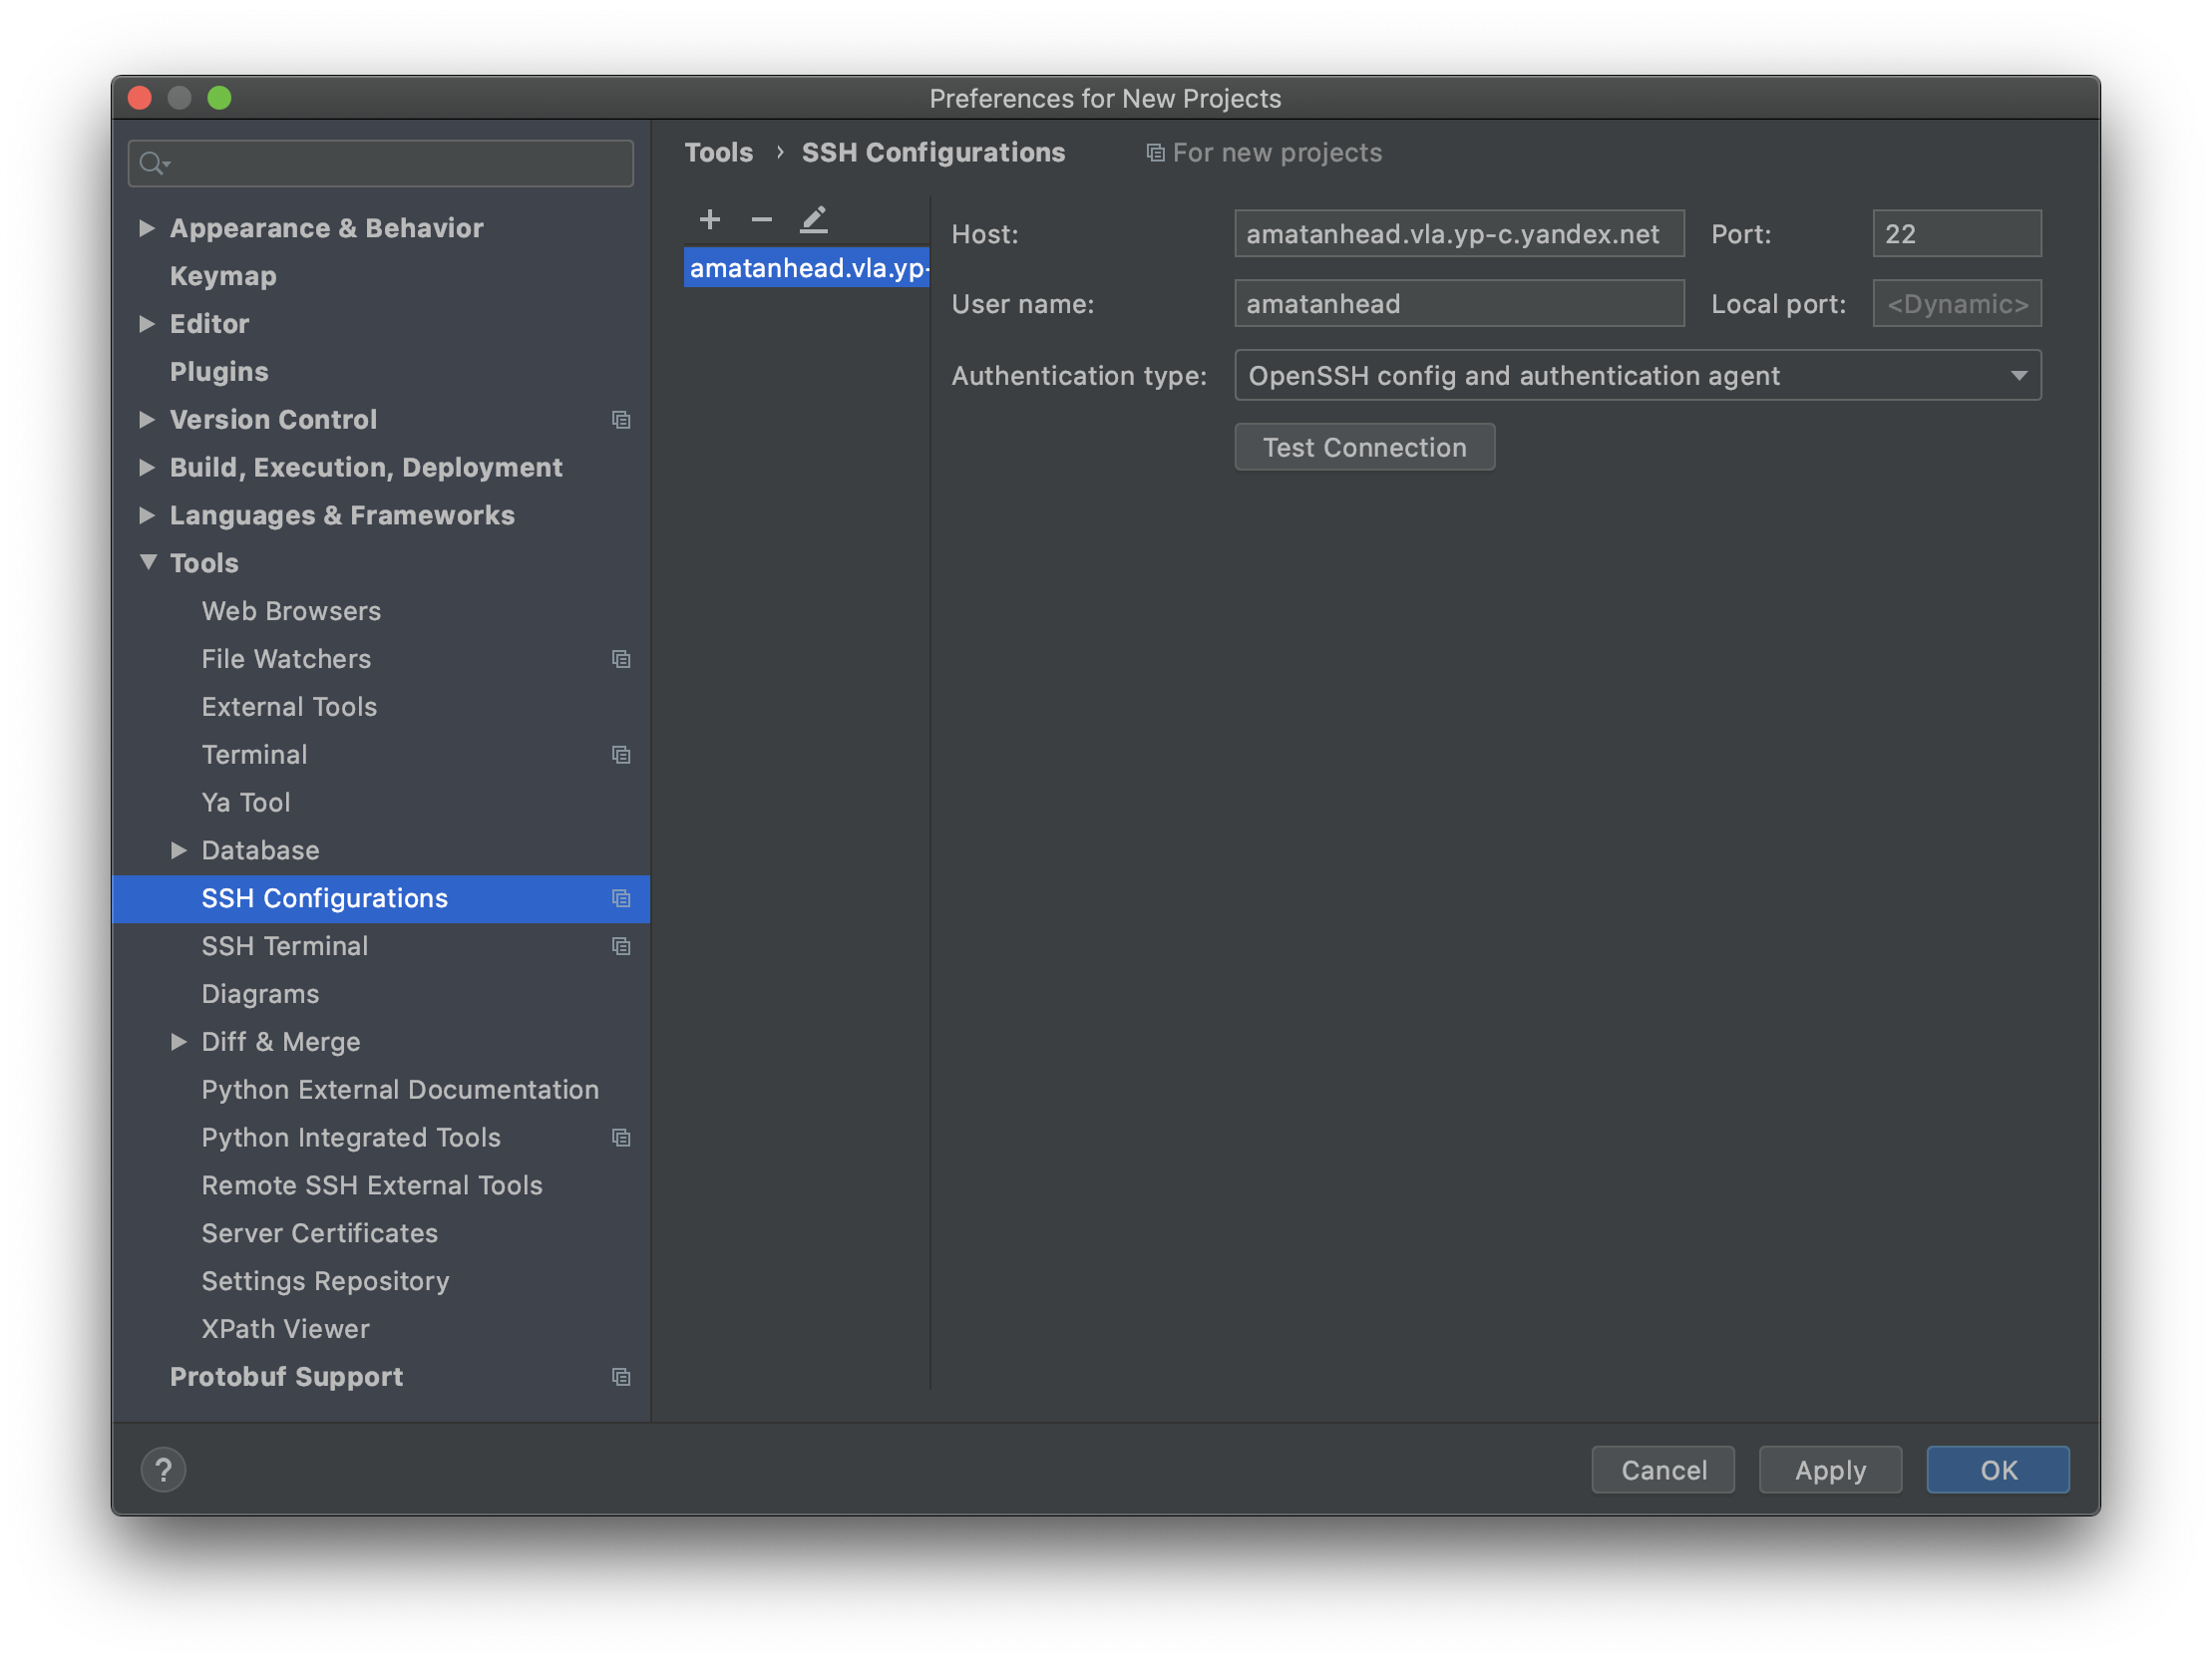 Preferences for New Projects
Appearance & Behavior
Keymap
Editor
Plugins
Version Control
Build, Execution, Deployment
Languages & Frameworks
Tools
Web Browsers
File Watchers
External Tools
Terminal
Ya Tool
Database
SSH Configurations
SSH Terminal
Diagrams
Diff & Merge
Python External Documentation
Python Integrated Tools
Remote SSH External Tools
Server Certificates
Settings Repository
XPath Viewer
Protobuf Support
Tools › SSH Configurations For new projects
amatanhead.vla.yp-
Host: amatanhead.vla.yp-c.yandex.net Port: 22
User name: amatanhead Local port: <Dynamic>
Authentication type: OpenSSH config and authentication agent
Test Connection
? Cancel Apply OK